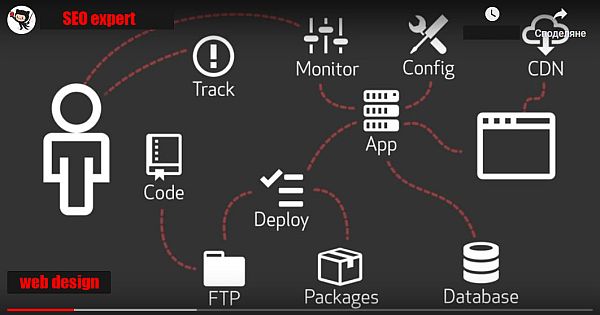 SEO expert
Споделяне
Track
Monitor
Config
CDN
Code
App
Deploy
FTP
Packages
Database
web design